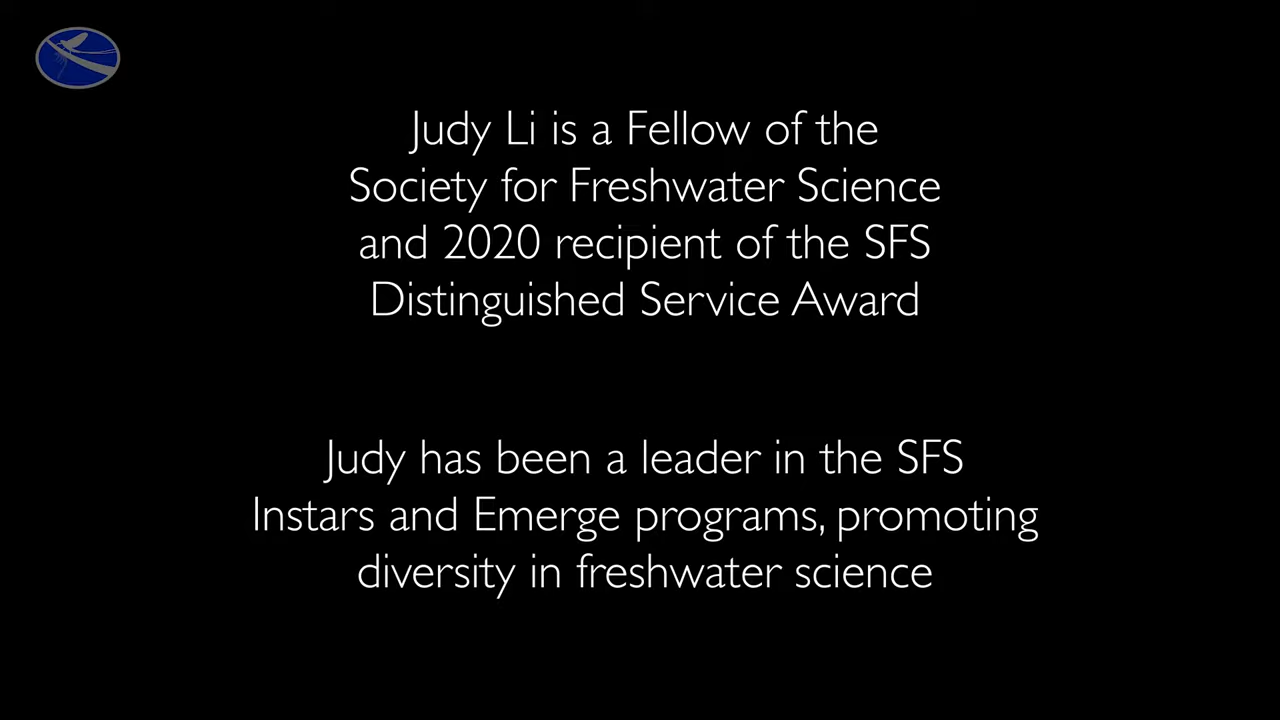 Judy Li is a Fellow of the
Society for Freshwater Science
and 2020 recipient of the SFS
Distinguished Service Award
Judy has been a leader in the SFS
Instars and Emerge programs, promoting
diversity in freshwater science